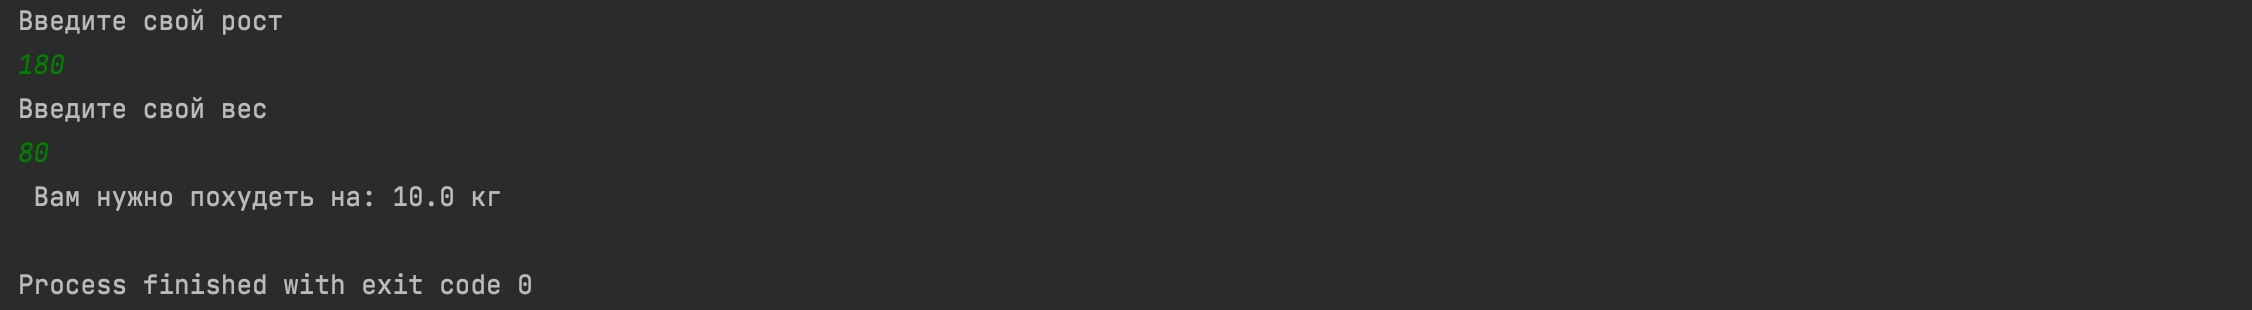 Введите свой рост
180
Введите свой вес
80
Вам нужно похудеть на: 10.0 кг
Process finished with exit code 0